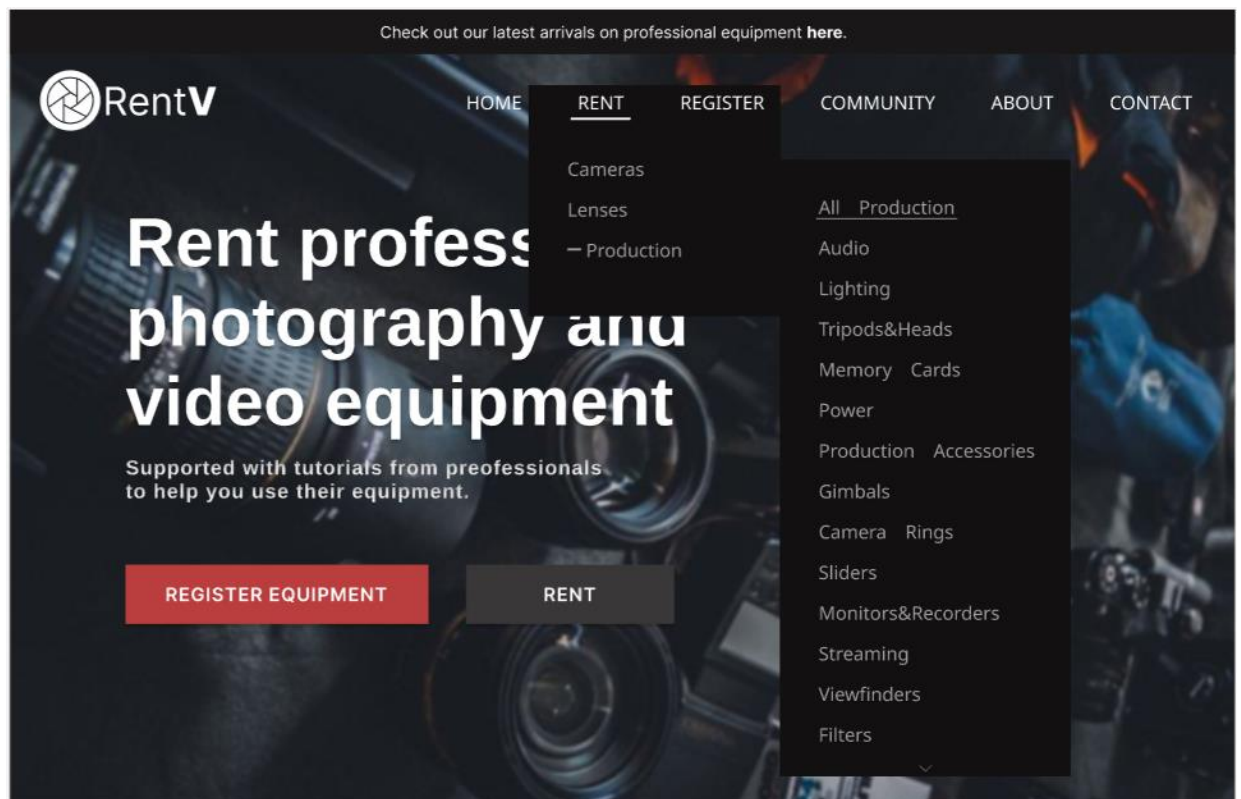 Check out our latest arrivals on professional equipment here.
RentV
HOME RENT REGISTER COMMUNITY ABOUT CONTACT
Cameras
Lenses
Production
All Production
Audio
Lighting
Tripods&Heads
Memory Cards
Power
Production Accessories
Gimbals
Camera Rings
Sliders
Monitors&Recorders
Streaming
Viewfinders
Filters
Rent profess
photography and
video equipment
Supported with tutorials from preofessionals
to help you use their equipment.
REGISTER EQUIPMENT
RENT